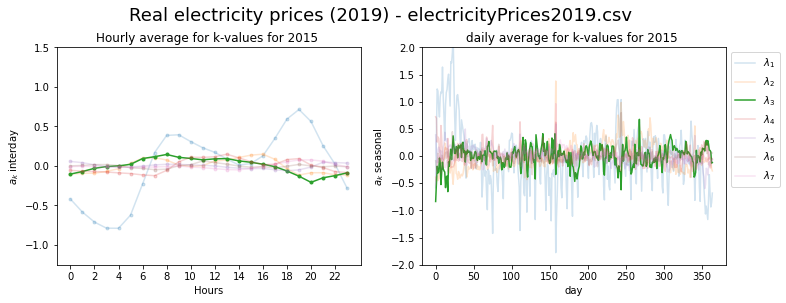 Real electricity prices (2019) - electricityPrices2019.csv
Hourly average for k-values for 2015
daily average for k-values for 2015
1.5
1.0
0.5
0.0
−0.5
−1.0
a_k interday
0 2 4 6 8 10 12 14 16 18 20 22
Hours
2.0
1.5
1.0
0.5
0.0
−0.5
−1.0
−1.5
−2.0
a_k seasonal
0 50 100 150 200 250 300 350
day
λ₁
λ₂
λ₃
λ₄
λ₅
λ₆
λ₇